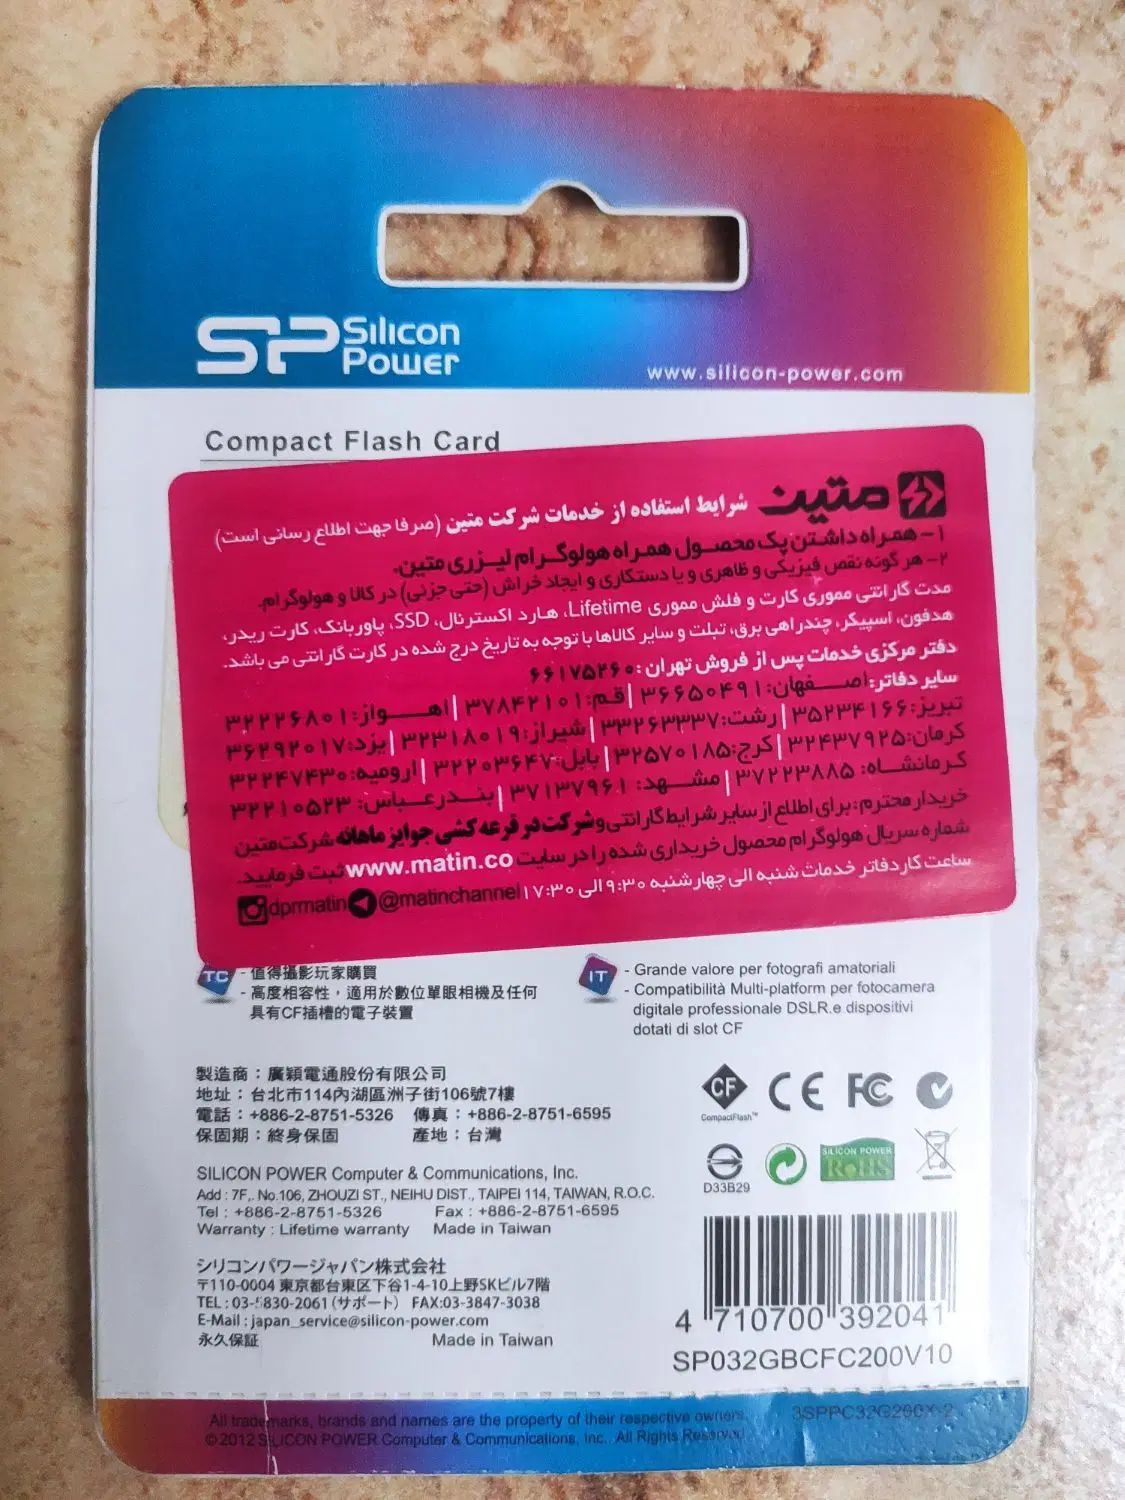 SP Silicon Power
www.silicon-power.com
Compact Flash Card
متین شرایط استفاده از خدمات شرکت متین (صرفا جهت اطلاع رسانی است)
۱- همراه داشتن پک محصول همراه هولوگرام لیزری متین.
۲- هر گونه نقص فیزیکی و ظاهری و یا دستکاری و ایجاد خراش (حتی جزئی) در کالا و هولوگرام.
مدت گارانتی مموری کارت و فلش مموری Lifetime، هارد اکسترنال، SSD، پاوربانک، کارت ریدر،
هدفون، اسپیکر، چندراهی برق، تبلت و سایر کالاها با توجه به تاریخ درج شده در کارت گارانتی می باشد.
دفتر مرکزی خدمات پس از فروش تهران: ۶۶۱۷۵۲۶۰
سایر دفاتر: اصفهان: ۳۶۶۵۰۴۹۱ | قم: ۳۷۸۴۲۱۰۱ | اهواز: ۳۲۲۲۶۸۰۱
تبریز: ۳۵۲۳۴۱۶۶ | رشت: ۳۳۲۶۳۳۳۷ | شیراز: ۳۲۳۱۸۰۱۹ | یزد: ۳۶۲۹۲۰۱۷
کرمان: ۳۲۴۳۷۹۲۵ | کرج: ۳۲۵۷۰۱۸۵ | بابل: ۳۲۲۰۳۶۴۷ | ارومیه: ۳۲۲۴۷۴۳۰
کرمانشاه: ۳۷۲۲۳۸۸۵ | مشهد: ۳۷۱۳۷۹۶۱ | بندرعباس: ۳۲۲۱۰۵۲۳
خریدار محترم: برای اطلاع از سایر شرایط گارانتی و شرکت در قرعه کشی جوایز ماهانه شرکت متین
شماره سریال هولوگرام محصول خریداری شده را در سایت www.matin.co ثبت فرمایید.
ساعت کار دفاتر خدمات شنبه الی چهارشنبه ۹:۳۰ الی ۱۷:۳۰ | @matinchannel dprmatin
TC - 值得攝影玩家購買
- 高度相容性，適用於數位單眼相機及任何
具有CF插槽的電子裝置
IT - Grande valore per fotografi amatoriali
- Compatibilità Multi-platform per fotocamera
digitale professionale DSLR.e dispositivi
dotati di slot CF
製造商：廣穎電通股份有限公司
地址：台北市114內湖區洲子街106號7樓
電話：+886-2-8751-5326 傳真：+886-2-8751-6595
保固期：終身保固 產地：台灣
SILICON POWER Computer & Communications, Inc.
Add : 7F,. No.106, ZHOUZI ST., NEIHU DIST., TAIPEI 114, TAIWAN, R.O.C.
Tel : +886-2-8751-5326 Fax : +886-2-8751-6595
Warranty : Lifetime warranty Made in Taiwan
シリコンパワージャパン株式会社
〒110-0004 東京都台東区下谷1-4-10上野SKビル7階
TEL : 03-5830-2061 (サポート) FAX:03-3847-3038
E-Mail : japan_service@silicon-power.com
永久保証 Made in Taiwan
CF CE FC
CompactFlash™
D33B29
SILICON POWER
RoHS
4 710700 392041
SP032GBCFC200V10
All trademarks, brands and names are the property of their respective owners.
© 2012 SILICON POWER Computer & Communications, Inc., All Rights Reserved
3SPPC32G200X-2